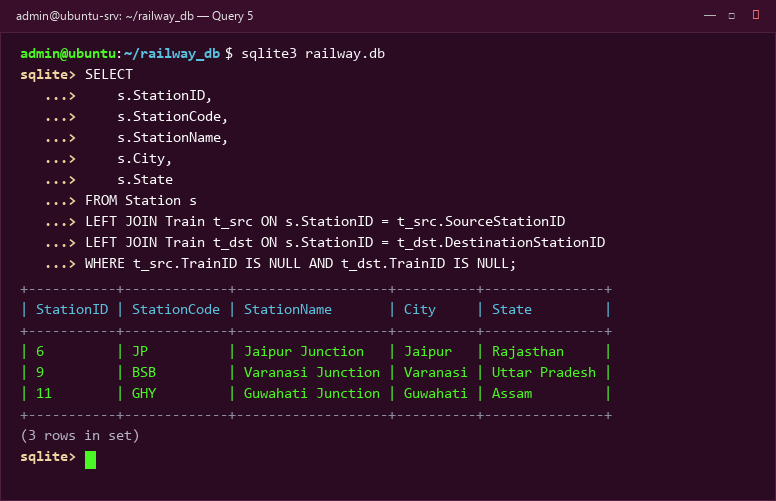 admin@ubuntu-srv: ~/railway_db — Query 5
admin@ubuntu:~/railway_db $ sqlite3 railway.db
sqlite> SELECT
   ...>     s.StationID,
   ...>     s.StationCode,
   ...>     s.StationName,
   ...>     s.City,
   ...>     s.State
   ...> FROM Station s
   ...> LEFT JOIN Train t_src ON s.StationID = t_src.SourceStationID
   ...> LEFT JOIN Train t_dst ON s.StationID = t_dst.DestinationStationID
   ...> WHERE t_src.TrainID IS NULL AND t_dst.TrainID IS NULL;
+-----------+-------------+-------------------+----------+---------------+
| StationID | StationCode | StationName       | City     | State         |
+-----------+-------------+-------------------+----------+---------------+
| 6         | JP          | Jaipur Junction   | Jaipur   | Rajasthan     |
| 9         | BSB         | Varanasi Junction | Varanasi | Uttar Pradesh |
| 11        | GHY         | Guwahati Junction | Guwahati | Assam         |
+-----------+-------------+-------------------+----------+---------------+
(3 rows in set)
sqlite>